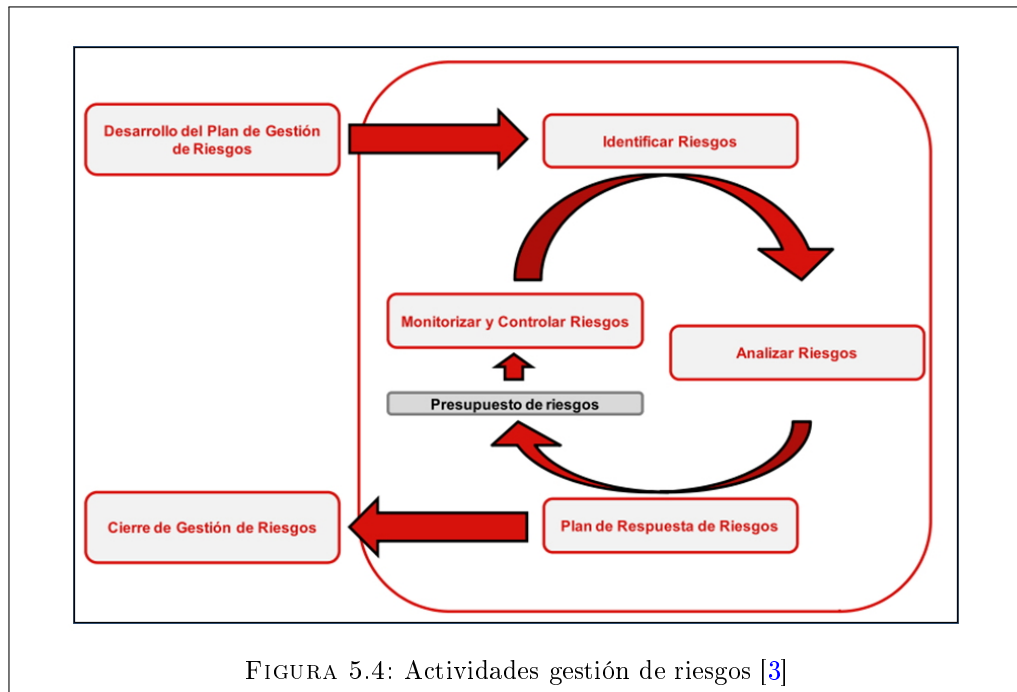 Desarrollo del Plan de Gestión
de Riesgos
Identificar Riesgos
Monitorizar y Controlar Riesgos
Analizar Riesgos
Presupuesto de riesgos
Cierre de Gestión de Riesgos
Plan de Respuesta de Riesgos
FIGURA 5.4: Actividades gestión de riesgos [3]